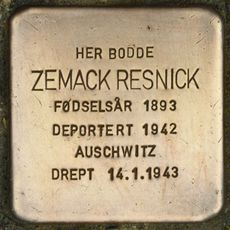 HER BODDE
ZEMACK RESNICK
FØDSELSÅR 1893
DEPORTERT 1942
AUSCHWITZ
DREPT 14.1.1943